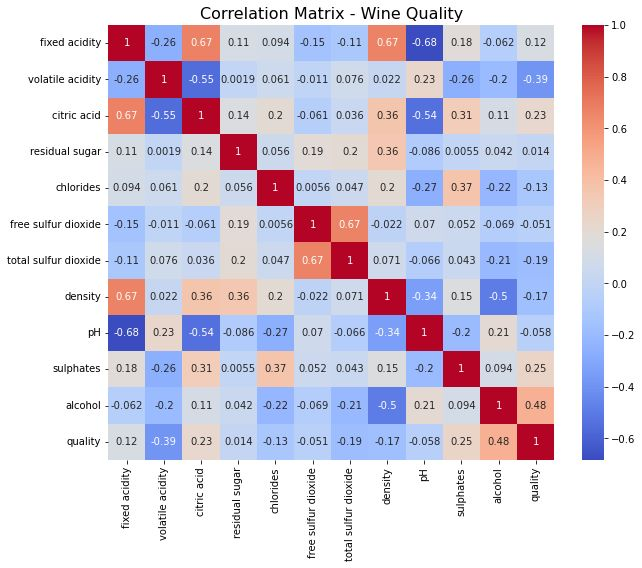 Correlation Matrix - Wine Quality
fixed acidity 1 -0.26 0.67 0.11 0.094 -0.15 -0.11 0.67 -0.68 0.18 -0.062 0.12
volatile acidity -0.26 1 -0.55 0.0019 0.061 -0.011 0.076 0.022 0.23 -0.26 -0.2 -0.39
citric acid 0.67 -0.55 1 0.14 0.2 -0.061 0.036 0.36 -0.54 0.31 0.11 0.23
residual sugar 0.11 0.0019 0.14 1 0.056 0.19 0.2 0.36 -0.086 0.0055 0.042 0.014
chlorides 0.094 0.061 0.2 0.056 1 0.0056 0.047 0.2 -0.27 0.37 -0.22 -0.13
free sulfur dioxide -0.15 -0.011 -0.061 0.19 0.0056 1 0.67 -0.022 0.07 0.052 -0.069 -0.051
total sulfur dioxide -0.11 0.076 0.036 0.2 0.047 0.67 1 0.071 -0.066 0.043 -0.21 -0.19
density 0.67 0.022 0.36 0.36 0.2 -0.022 0.071 1 -0.34 0.15 -0.5 -0.17
pH -0.68 0.23 -0.54 -0.086 -0.27 0.07 -0.066 -0.34 1 -0.2 0.21 -0.058
sulphates 0.18 -0.26 0.31 0.0055 0.37 0.052 0.043 0.15 -0.2 1 0.094 0.25
alcohol -0.062 -0.2 0.11 0.042 -0.22 -0.069 -0.21 -0.5 0.21 0.094 1 0.48
quality 0.12 -0.39 0.23 0.014 -0.13 -0.051 -0.19 -0.17 -0.058 0.25 0.48 1
fixed acidity
volatile acidity
citric acid
residual sugar
chlorides
free sulfur dioxide
total sulfur dioxide
density
pH
sulphates
alcohol
quality
1.0
0.8
0.6
0.4
0.2
0.0
-0.2
-0.4
-0.6